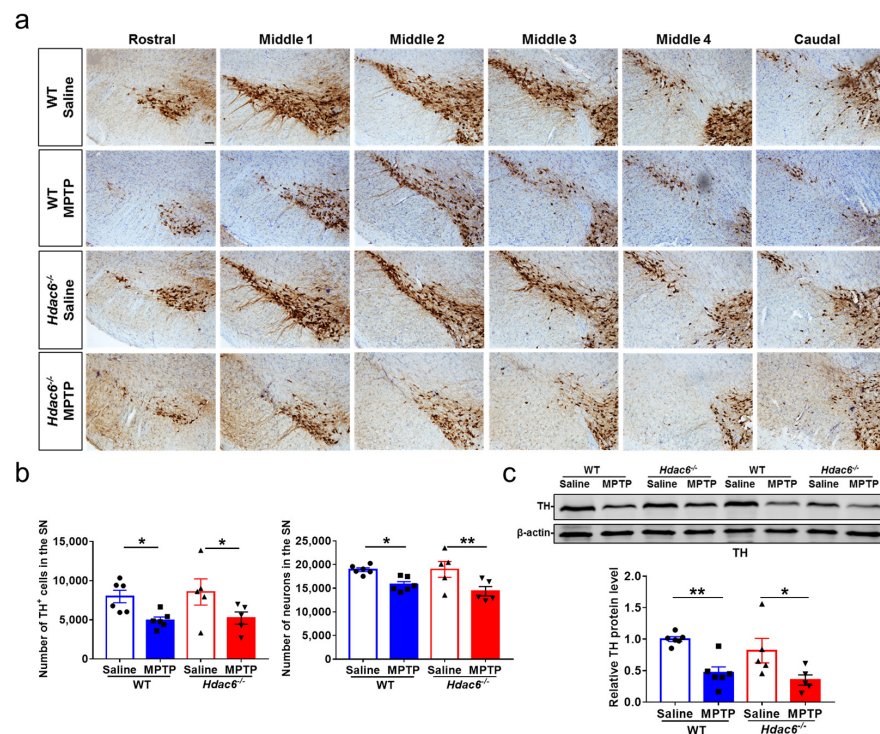 a
Rostral Middle 1 Middle 2 Middle 3 Middle 4 Caudal
WT
Saline
WT
MPTP
Hdac6-/-
Saline
Hdac6-/-
MPTP
b
Number of TH+ cells in the SN
15,000
10,000
5,000
0
* *
Saline MPTP Saline MPTP
WT Hdac6-/-
Number of neurons in the SN
25,000
20,000
15,000
10,000
5,000
0
* **
Saline MPTP Saline MPTP
WT Hdac6-/-
c
WT Hdac6-/- WT Hdac6-/-
Saline MPTP Saline MPTP Saline MPTP Saline MPTP
TH-
β-actin
TH
Relative TH protein level
2.0
1.5
1.0
0.5
0.0
** *
Saline MPTP Saline MPTP
WT Hdac6-/-